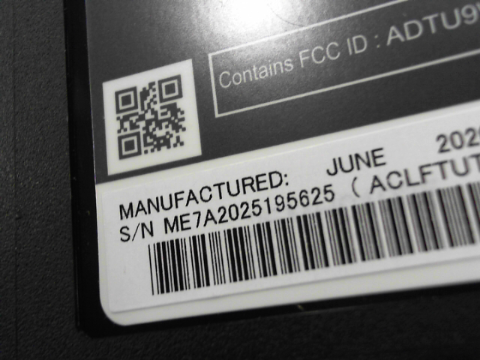 Contains FCC ID : ADTU9
MANUFACTURED: JUNE 202
S/N ME7A2025195625 ( ACLFTUT